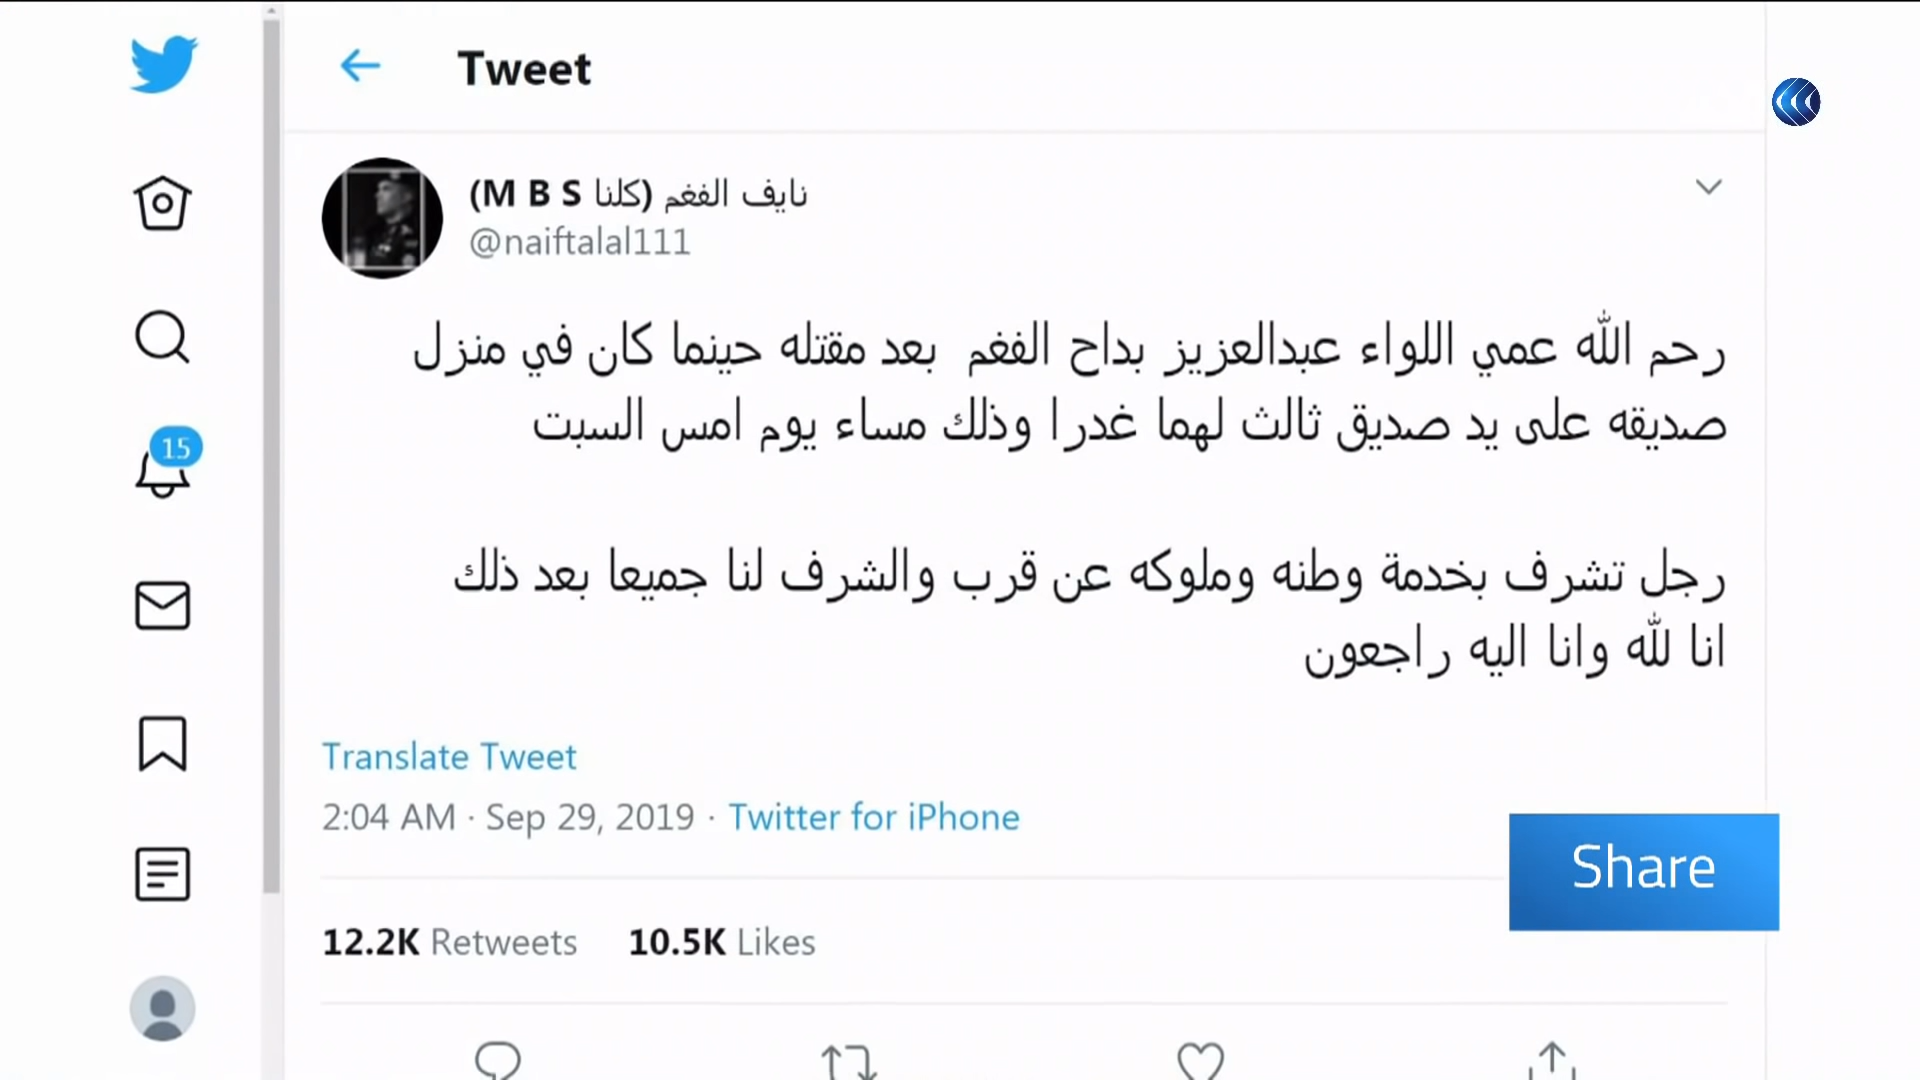 Tweet
نايف الفغم (كلنا M B S)
@naiftalal111
15
رحم الله عمي اللواء عبدالعزيز بداح الفغم بعد مقتله حينما كان في منزل
صديقه على يد صديق ثالث لهما غدرا وذلك مساء يوم امس السبت
رجل تشرف بخدمة وطنه وملوكه عن قرب والشرف لنا جميعا بعد ذلك
انا لله وانا اليه راجعون
Translate Tweet
2:04 AM · Sep 29, 2019 · Twitter for iPhone
Share
12.2K Retweets 10.5K Likes